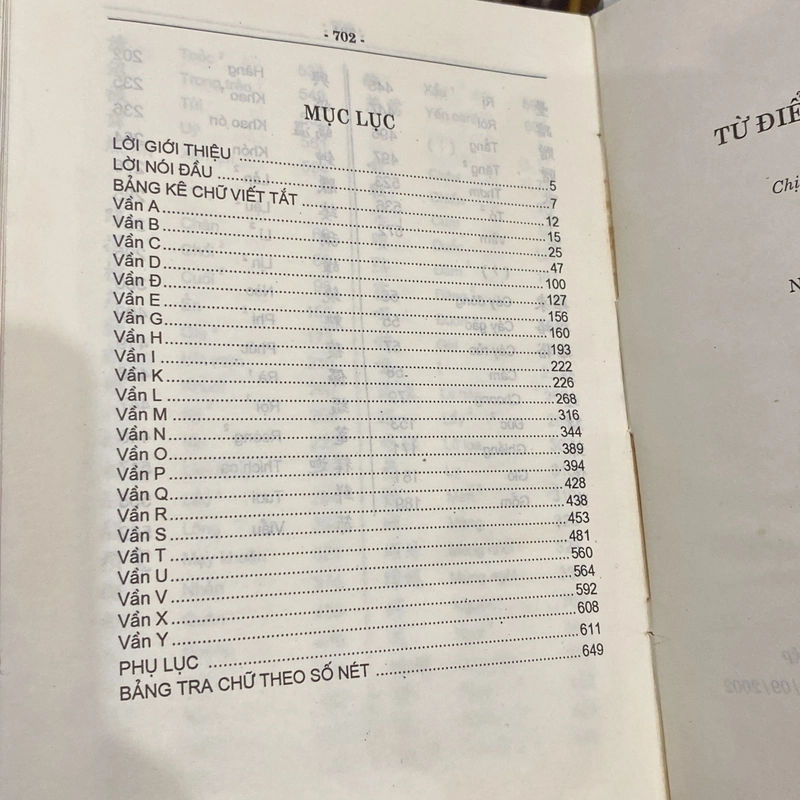 - 702 -
MỤC LỤC
LỜI GIỚI THIỆU ........ 5
LỜI NÓI ĐẦU ........ 7
BẢNG KÊ CHỮ VIẾT TẮT ........ 12
Vần A ........ 15
Vần B ........ 25
Vần C ........ 47
Vần D ........ 100
Vần Đ ........ 127
Vần E ........ 156
Vần G ........ 160
Vần H ........ 193
Vần I ........ 222
Vần K ........ 226
Vần L ........ 268
Vần M ........ 316
Vần N ........ 344
Vần O ........ 389
Vần P ........ 394
Vần Q ........ 428
Vần R ........ 438
Vần S ........ 453
Vần T ........ 481
Vần U ........ 560
Vần V ........ 564
Vần X ........ 592
Vần Y ........ 608
PHỤ LỤC ........ 611
BẢNG TRA CHỮ THEO SỐ NÉT ........ 649
TỪ ĐIỂ
Chị
N